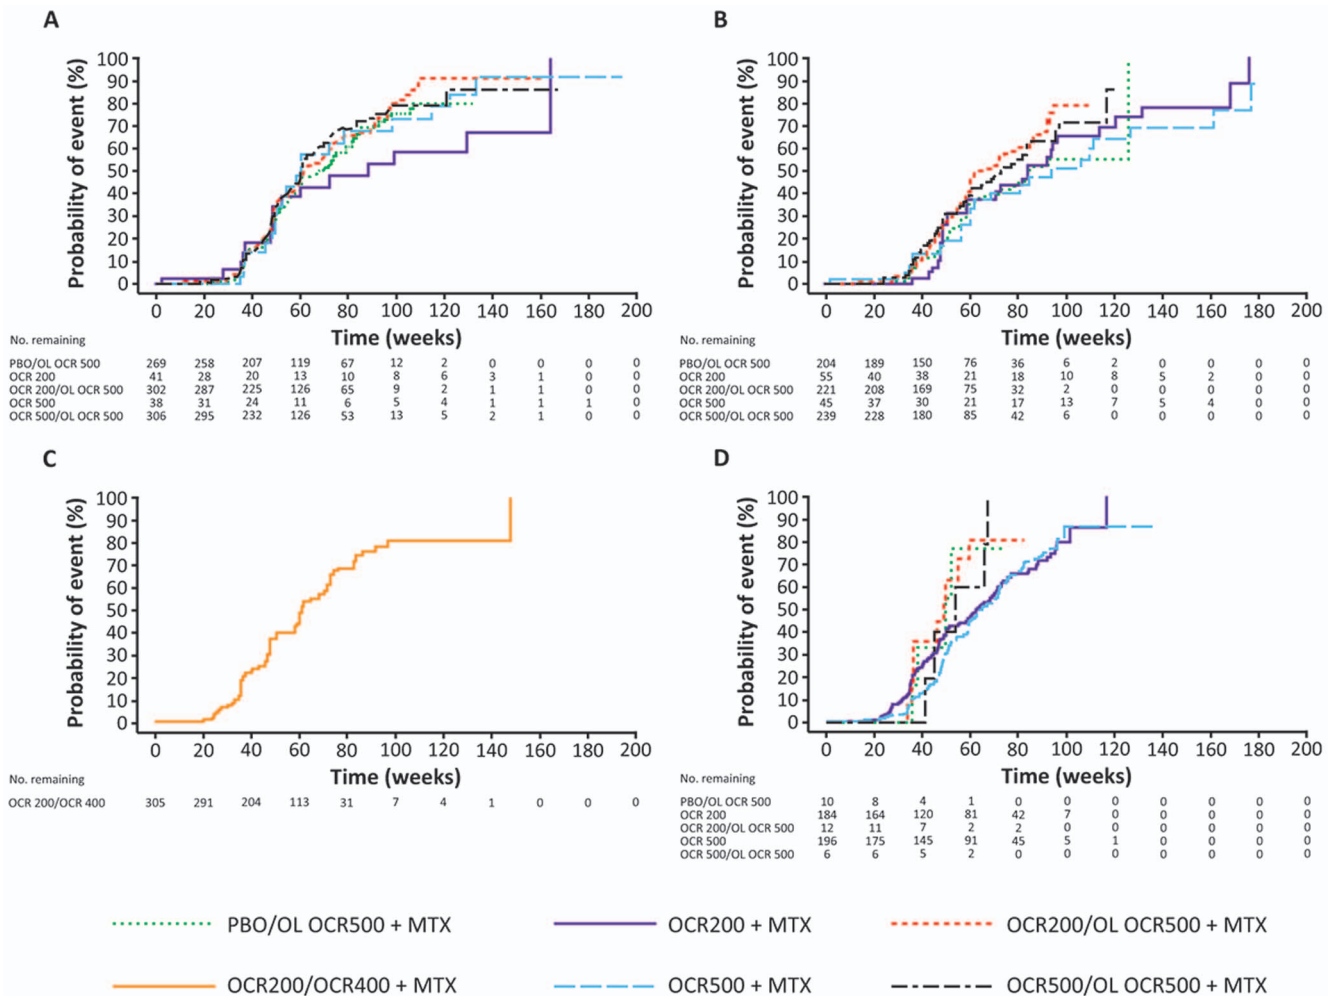 A
Probability of event (%)
100
90
80
70
60
50
40
30
20
10
0
0 20 40 60 80 100 120 140 160 180 200
Time (weeks)
No. remaining
PBO/OL OCR 500 269 258 207 119 67 12 2 0 0 0 0
OCR 200 41 28 20 13 10 8 6 3 1 0 0
OCR 200/OL OCR 500 302 287 225 126 65 9 2 1 1 0 0
OCR 500 38 31 24 11 6 5 4 1 1 1 0
OCR 500/OL OCR 500 306 295 232 126 53 13 5 2 1 0 0
B
Probability of event (%)
100
90
80
70
60
50
40
30
20
10
0
0 20 40 60 80 100 120 140 160 180 200
Time (weeks)
No. remaining
PBO/OL OCR 500 204 189 150 76 36 6 2 0 0 0 0
OCR 200 55 40 38 21 18 10 8 5 2 0 0
OCR 200/OL OCR 500 221 208 169 75 32 2 0 0 0 0 0
OCR 500 45 37 30 21 17 13 7 5 4 0 0
OCR 500/OL OCR 500 239 228 180 85 42 6 0 0 0 0 0
C
Probability of event (%)
100
90
80
70
60
50
40
30
20
10
0
0 20 40 60 80 100 120 140 160 180 200
Time (weeks)
No. remaining
OCR 200/OCR 400 305 291 204 113 31 7 4 1 0 0 0
D
Probability of event (%)
100
90
80
70
60
50
40
30
20
10
0
0 20 40 60 80 100 120 140 160 180 200
Time (weeks)
No. remaining
PBO/OL OCR 500 10 8 4 1 0 0 0 0 0 0 0
OCR 200 184 164 120 81 42 7 0 0 0 0 0
OCR 200/OL OCR 500 12 11 7 2 2 0 0 0 0 0 0
OCR 500 196 175 145 91 45 5 1 0 0 0 0
OCR 500/OL OCR 500 6 6 5 2 0 0 0 0 0 0 0
PBO/OL OCR500 + MTX
OCR200 + MTX
OCR200/OL OCR500 + MTX
OCR200/OCR400 + MTX
OCR500 + MTX
OCR500/OL OCR500 + MTX